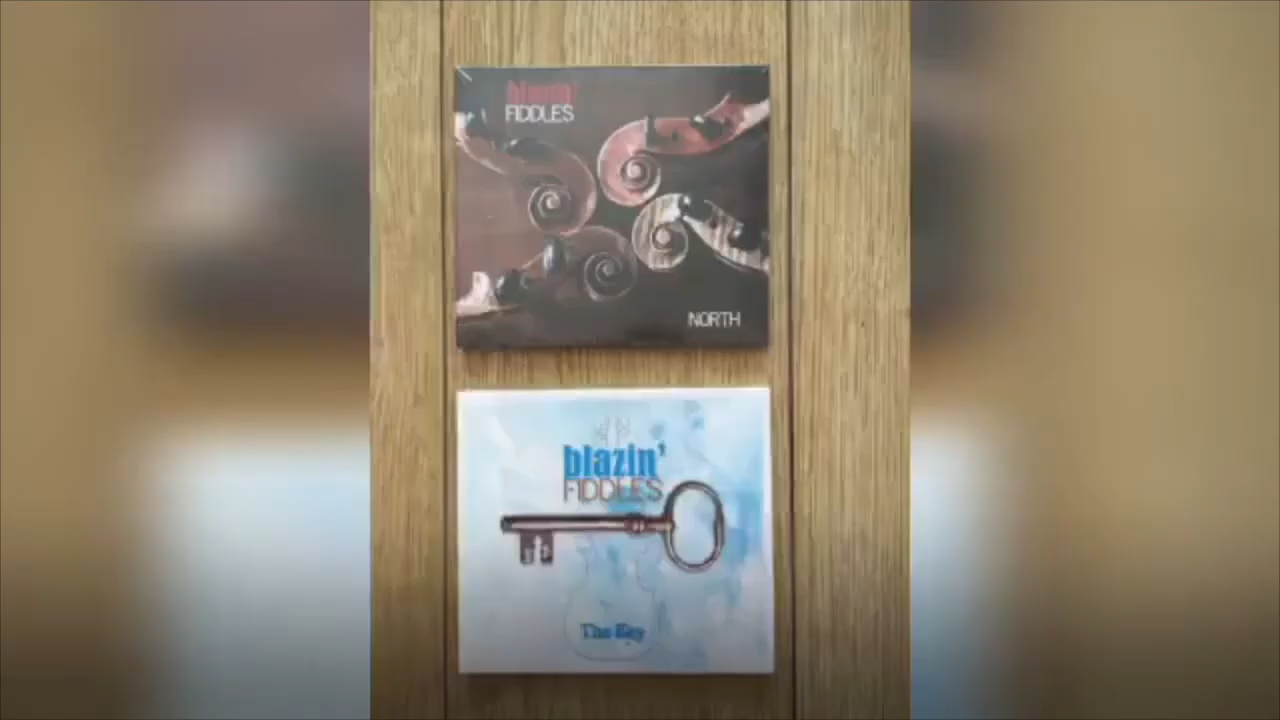 blazin'
FIDDLES
NORTH
blazin'
FIDDLES
The Key